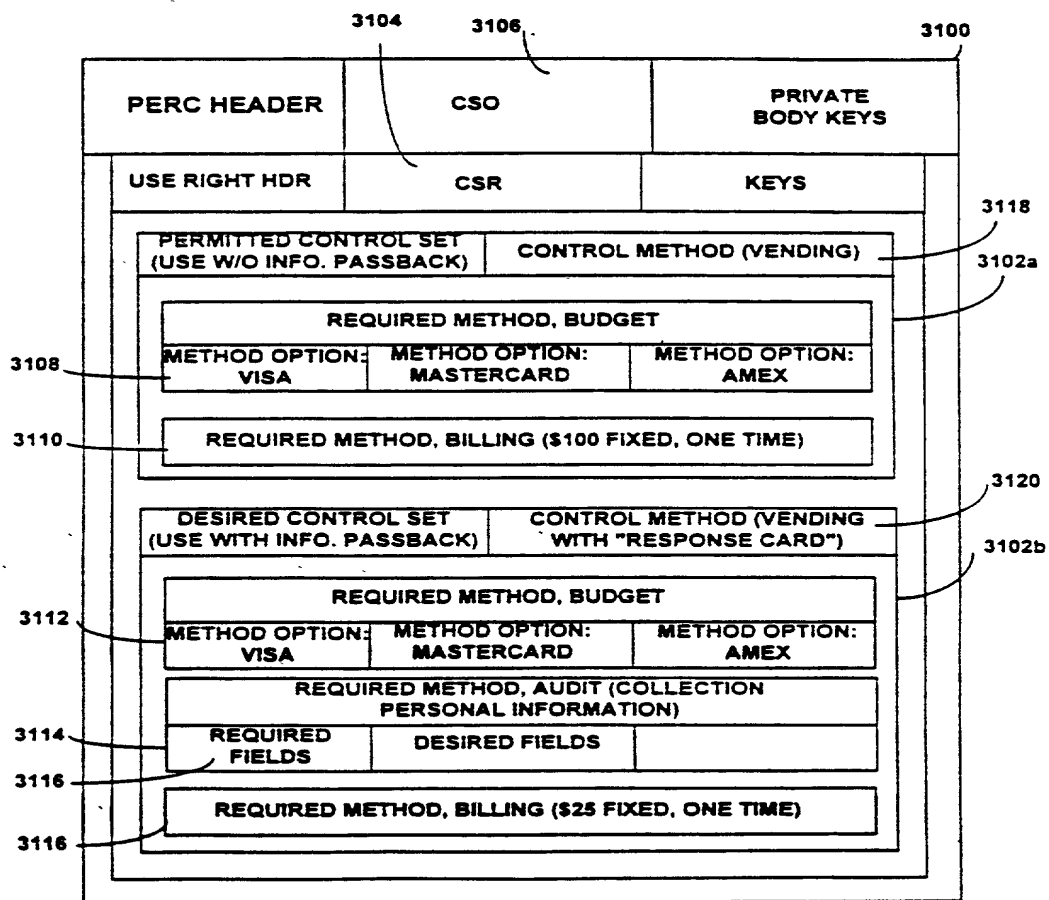 3104
3106
3100
PERC HEADER
CSO
PRIVATE
BODY KEYS
USE RIGHT HDR
CSR
KEYS
3118
PERMITTED CONTROL SET
(USE W/O INFO. PASSBACK)
CONTROL METHOD (VENDING)
3102a
REQUIRED METHOD, BUDGET
3108
METHOD OPTION:
VISA
METHOD OPTION:
MASTERCARD
METHOD OPTION:
AMEX
3110
REQUIRED METHOD, BILLING ($100 FIXED, ONE TIME)
3120
DESIRED CONTROL SET
(USE WITH INFO. PASSBACK)
CONTROL METHOD (VENDING
WITH "RESPONSE CARD")
3102b
REQUIRED METHOD, BUDGET
3112
METHOD OPTION:
VISA
METHOD OPTION:
MASTERCARD
METHOD OPTION:
AMEX
REQUIRED METHOD, AUDIT (COLLECTION
PERSONAL INFORMATION)
3114
REQUIRED
FIELDS
DESIRED FIELDS
3116
REQUIRED METHOD, BILLING ($25 FIXED, ONE TIME)
3116